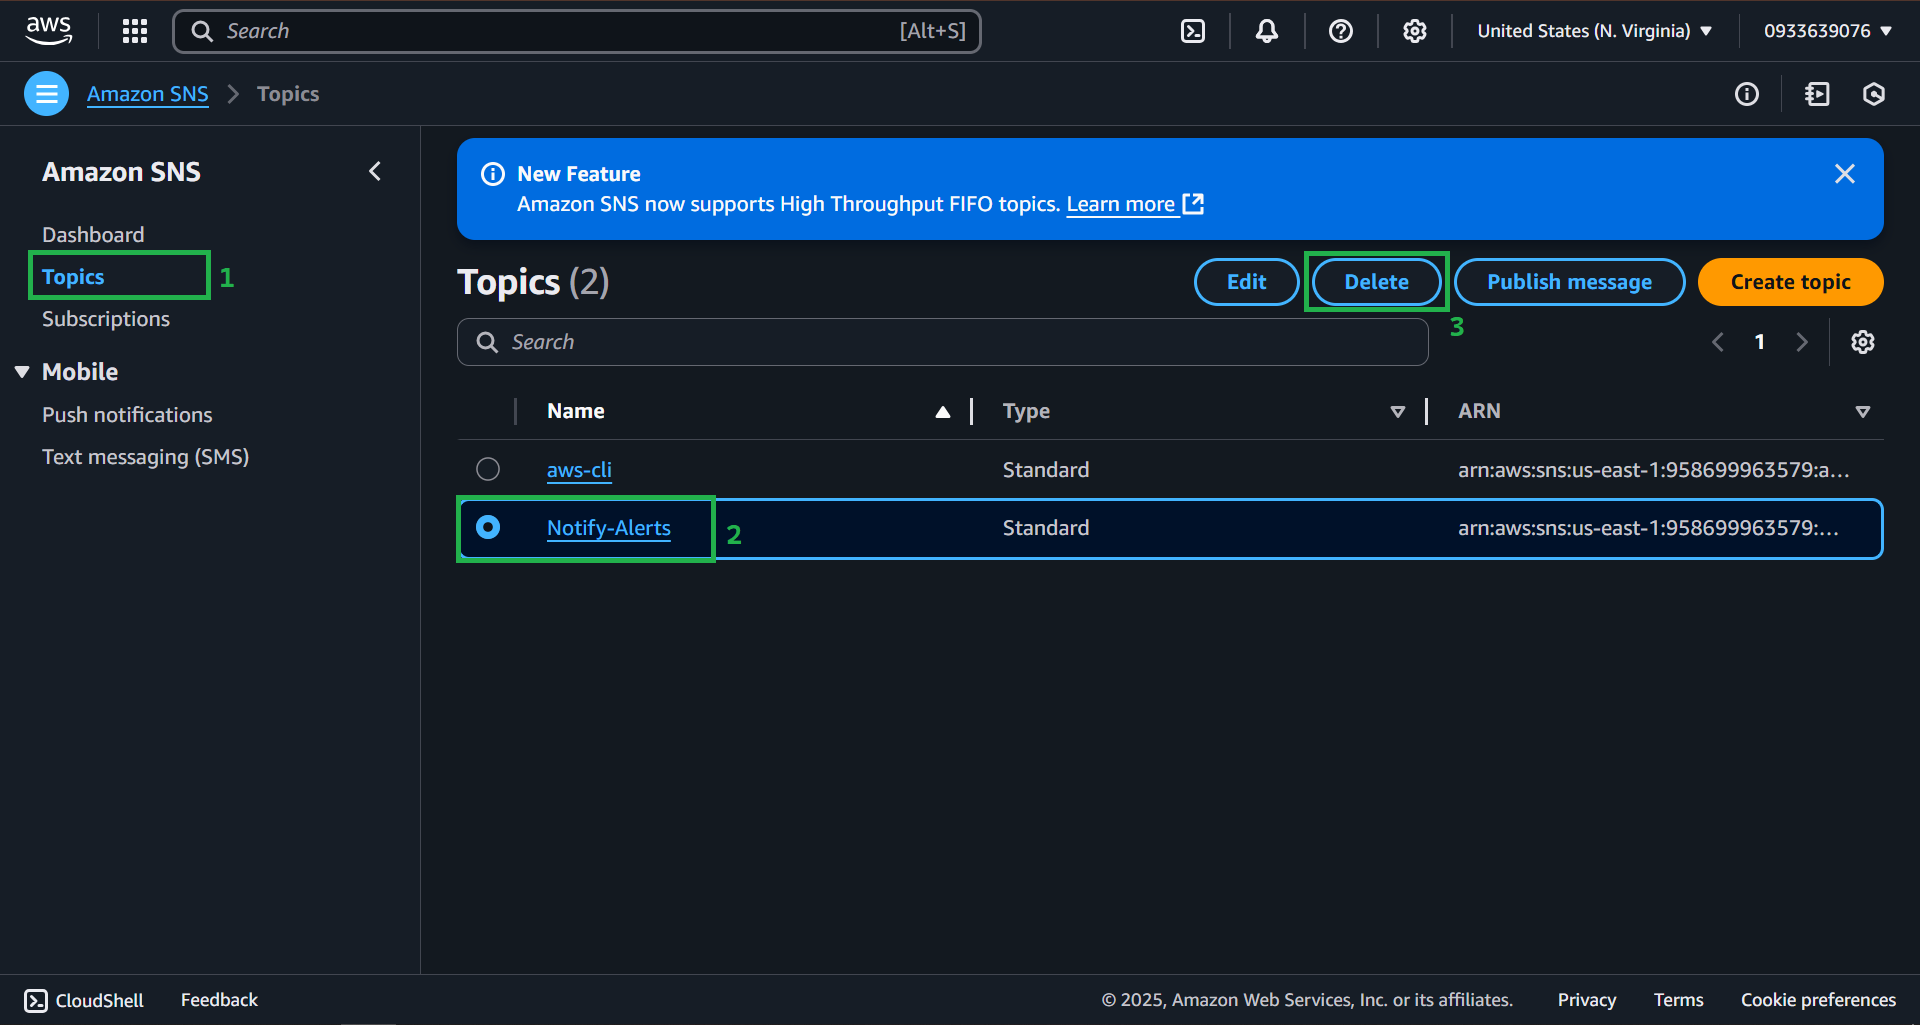 aws
Search [Alt+S]
United States (N. Virginia)
0933639076
Amazon SNS
Topics
Amazon SNS
Dashboard
Topics 1
Subscriptions
Mobile
Push notifications
Text messaging (SMS)
New Feature
Amazon SNS now supports High Throughput FIFO topics. Learn more
Topics (2)
Edit
Delete
Publish message
Create topic
3
Search
1
Name Type ARN
aws-cli Standard arn:aws:sns:us-east-1:958699963579:a...
Notify-Alerts 2 Standard arn:aws:sns:us-east-1:958699963579:...
CloudShell Feedback © 2025, Amazon Web Services, Inc. or its affiliates. Privacy Terms Cookie preferences